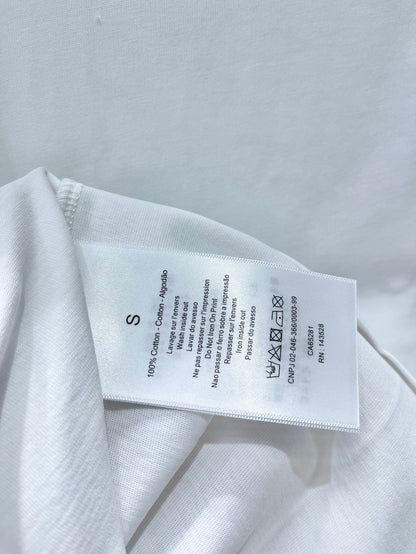 S
100% Cotton - Cotton - Algodão
Lavage sur l'envers
Wash inside out
Lavar do avesso
Ne pas repasser sur l'impression
Do Not Iron On Print
Nao passar o ferro sobre a impressão
Repasser sur l'envers
Iron inside out
Passar do avesso
CNPJ 02-046-366/0003-99
CA65281
RN : 143528